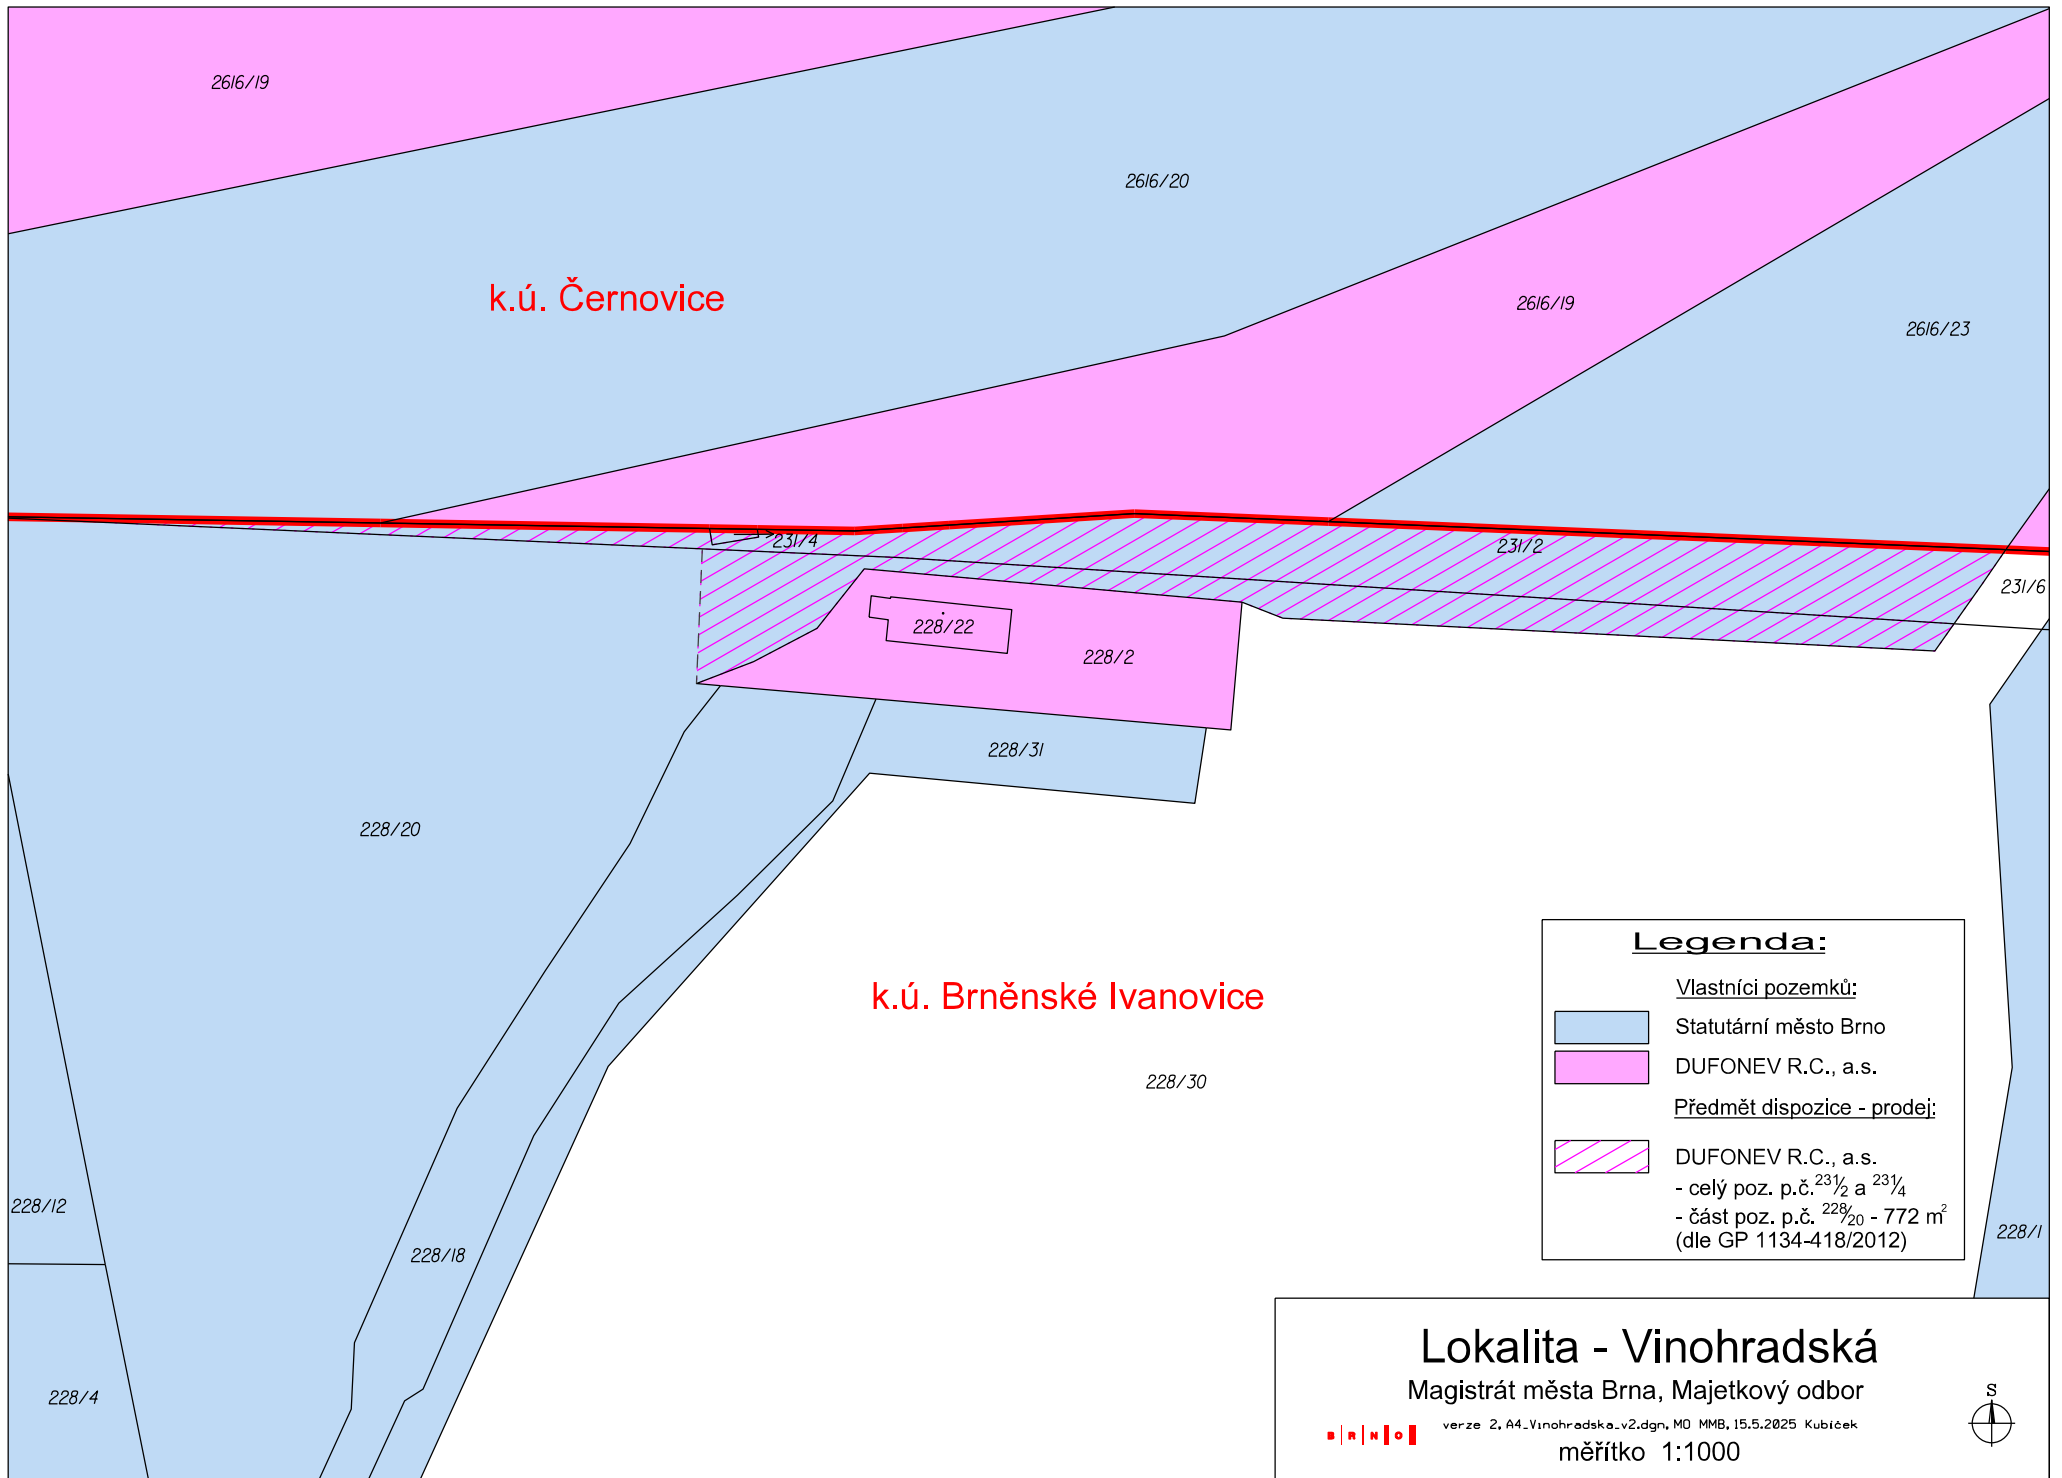 2616/19
2616/20
k.ú. Černovice
2616/19
2616/23
231/4
231/2
231/6
228/22
228/2
228/31
228/20
k.ú. Brněnské Ivanovice
228/30
228/12
228/18
228/4
228/1
Legenda:
Vlastníci pozemků:
Statutární město Brno
DUFONEV R.C., a.s.
Předmět dispozice - prodej:
DUFONEV R.C., a.s.
- celý poz. p.č.231/2 a 231/4
- část poz. p.č. 228/20 - 772 m²
(dle GP 1134-418/2012)
Lokalita - Vinohradská
Magistrát města Brna, Majetkový odbor
verze 2, A4_Vinohradska_v2.dgn, MO MMB, 15.5.2025 Kubíček
BRNO
měřítko 1:1000
S